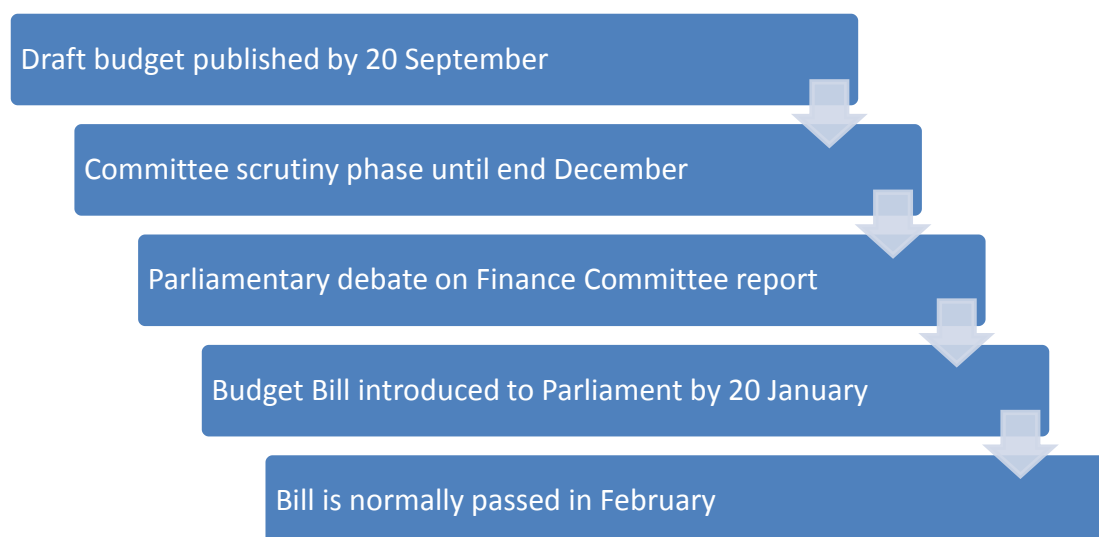 Draft budget published by 20 September
Committee scrutiny phase until end December
Parliamentary debate on Finance Committee report
Budget Bill introduced to Parliament by 20 January
Bill is normally passed in February